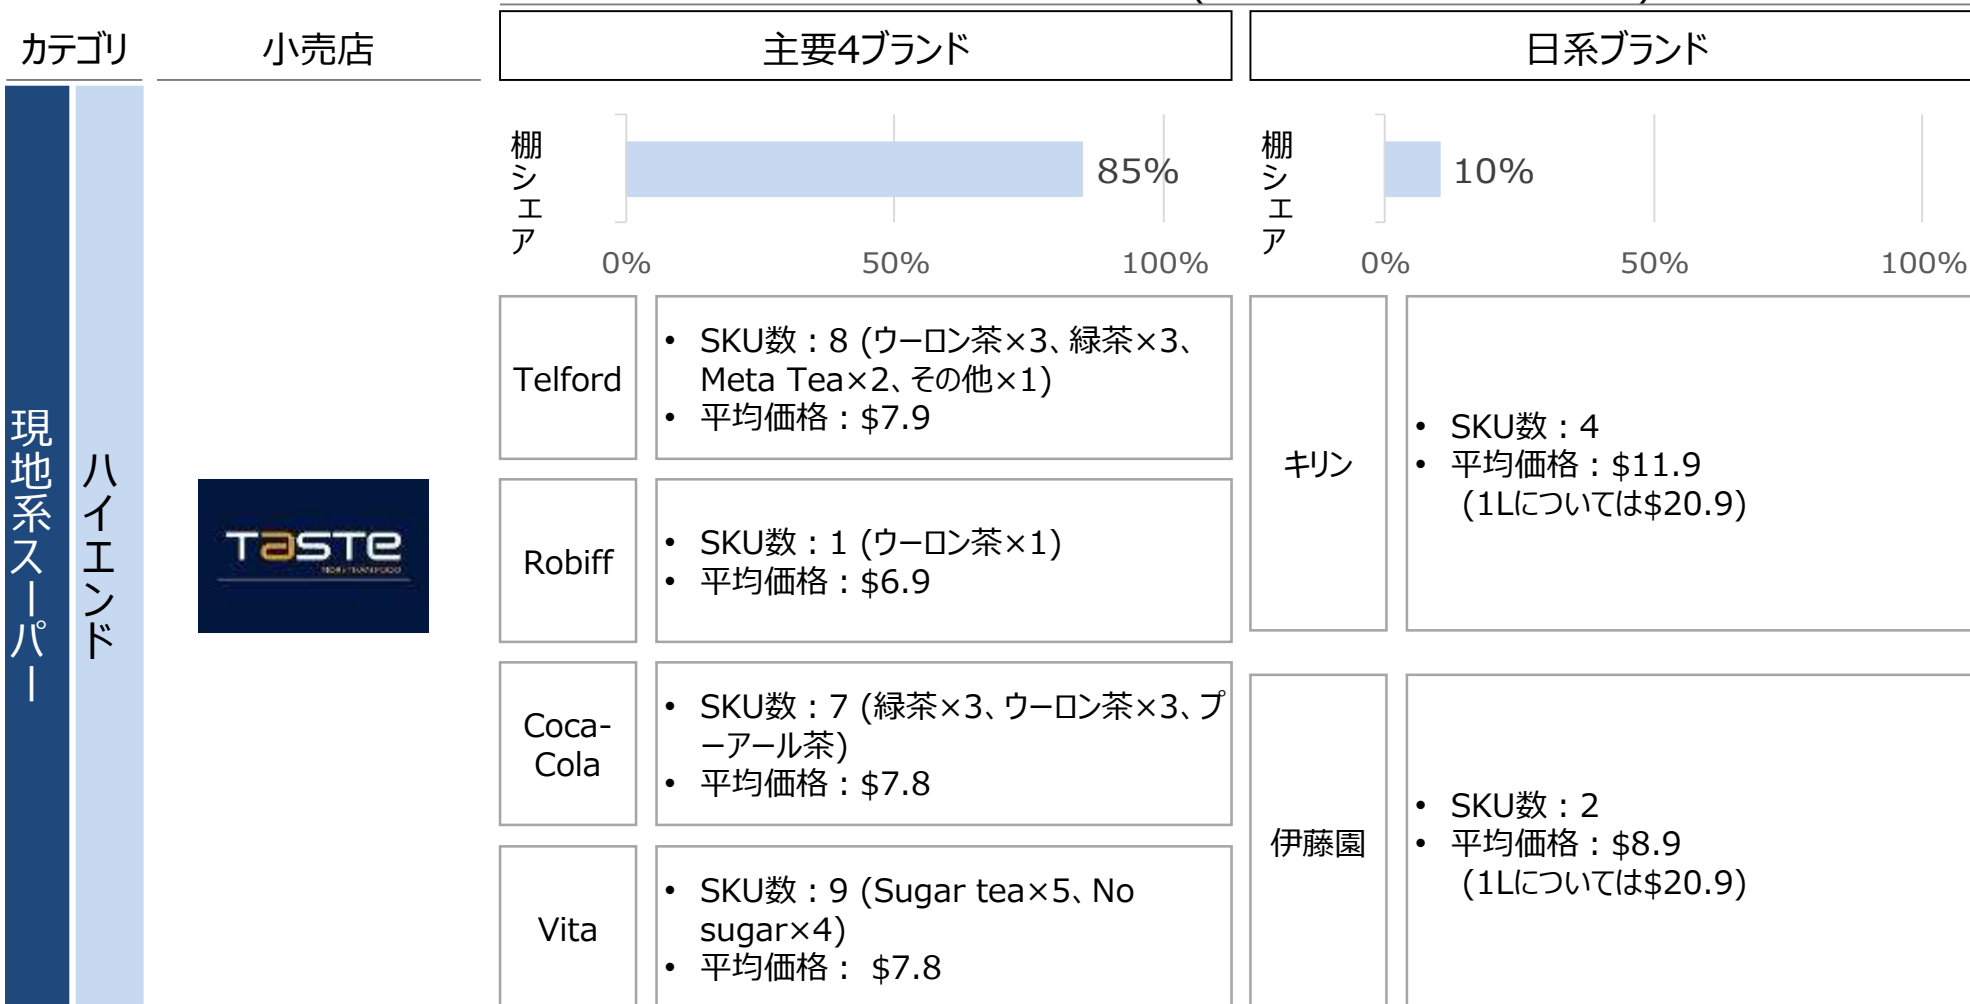 カテゴリ
小売店
主要4ブランド
日系ブランド
現地系スーパー
ハイエンド
TaSTe
棚シェア
85%
0%
50%
100%
棚シェア
10%
0%
50%
100%
Telford
• SKU数：8 (ウーロン茶×3、緑茶×3、
Meta Tea×2、その他×1)
• 平均価格：$7.9
Robiff
• SKU数：1 (ウーロン茶×1)
• 平均価格：$6.9
Coca-
Cola
• SKU数：7 (緑茶×3、ウーロン茶×3、プ
ーアール茶)
• 平均価格：$7.8
Vita
• SKU数：9 (Sugar tea×5、No
sugar×4)
• 平均価格： $7.8
キリン
• SKU数：4
• 平均価格：$11.9
(1Lについては$20.9)
伊藤園
• SKU数：2
• 平均価格：$8.9
(1Lについては$20.9)